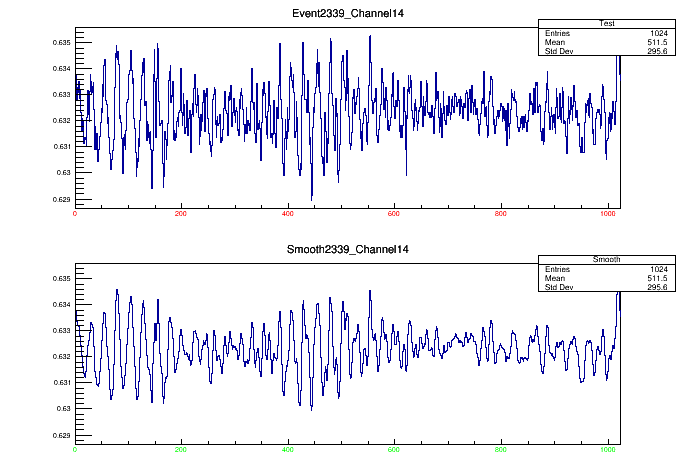 Event2339_Channel14
Test
Entries 1024
Mean 511.5
Std Dev 295.6
0.635
0.634
0.633
0.632
0.631
0.63
0.629
0 200 400 600 800 1000
Smooth2339_Channel14
Smooth
Entries 1024
Mean 511.5
Std Dev 295.6
0.635
0.634
0.633
0.632
0.631
0.63
0.629
0 200 400 600 800 1000